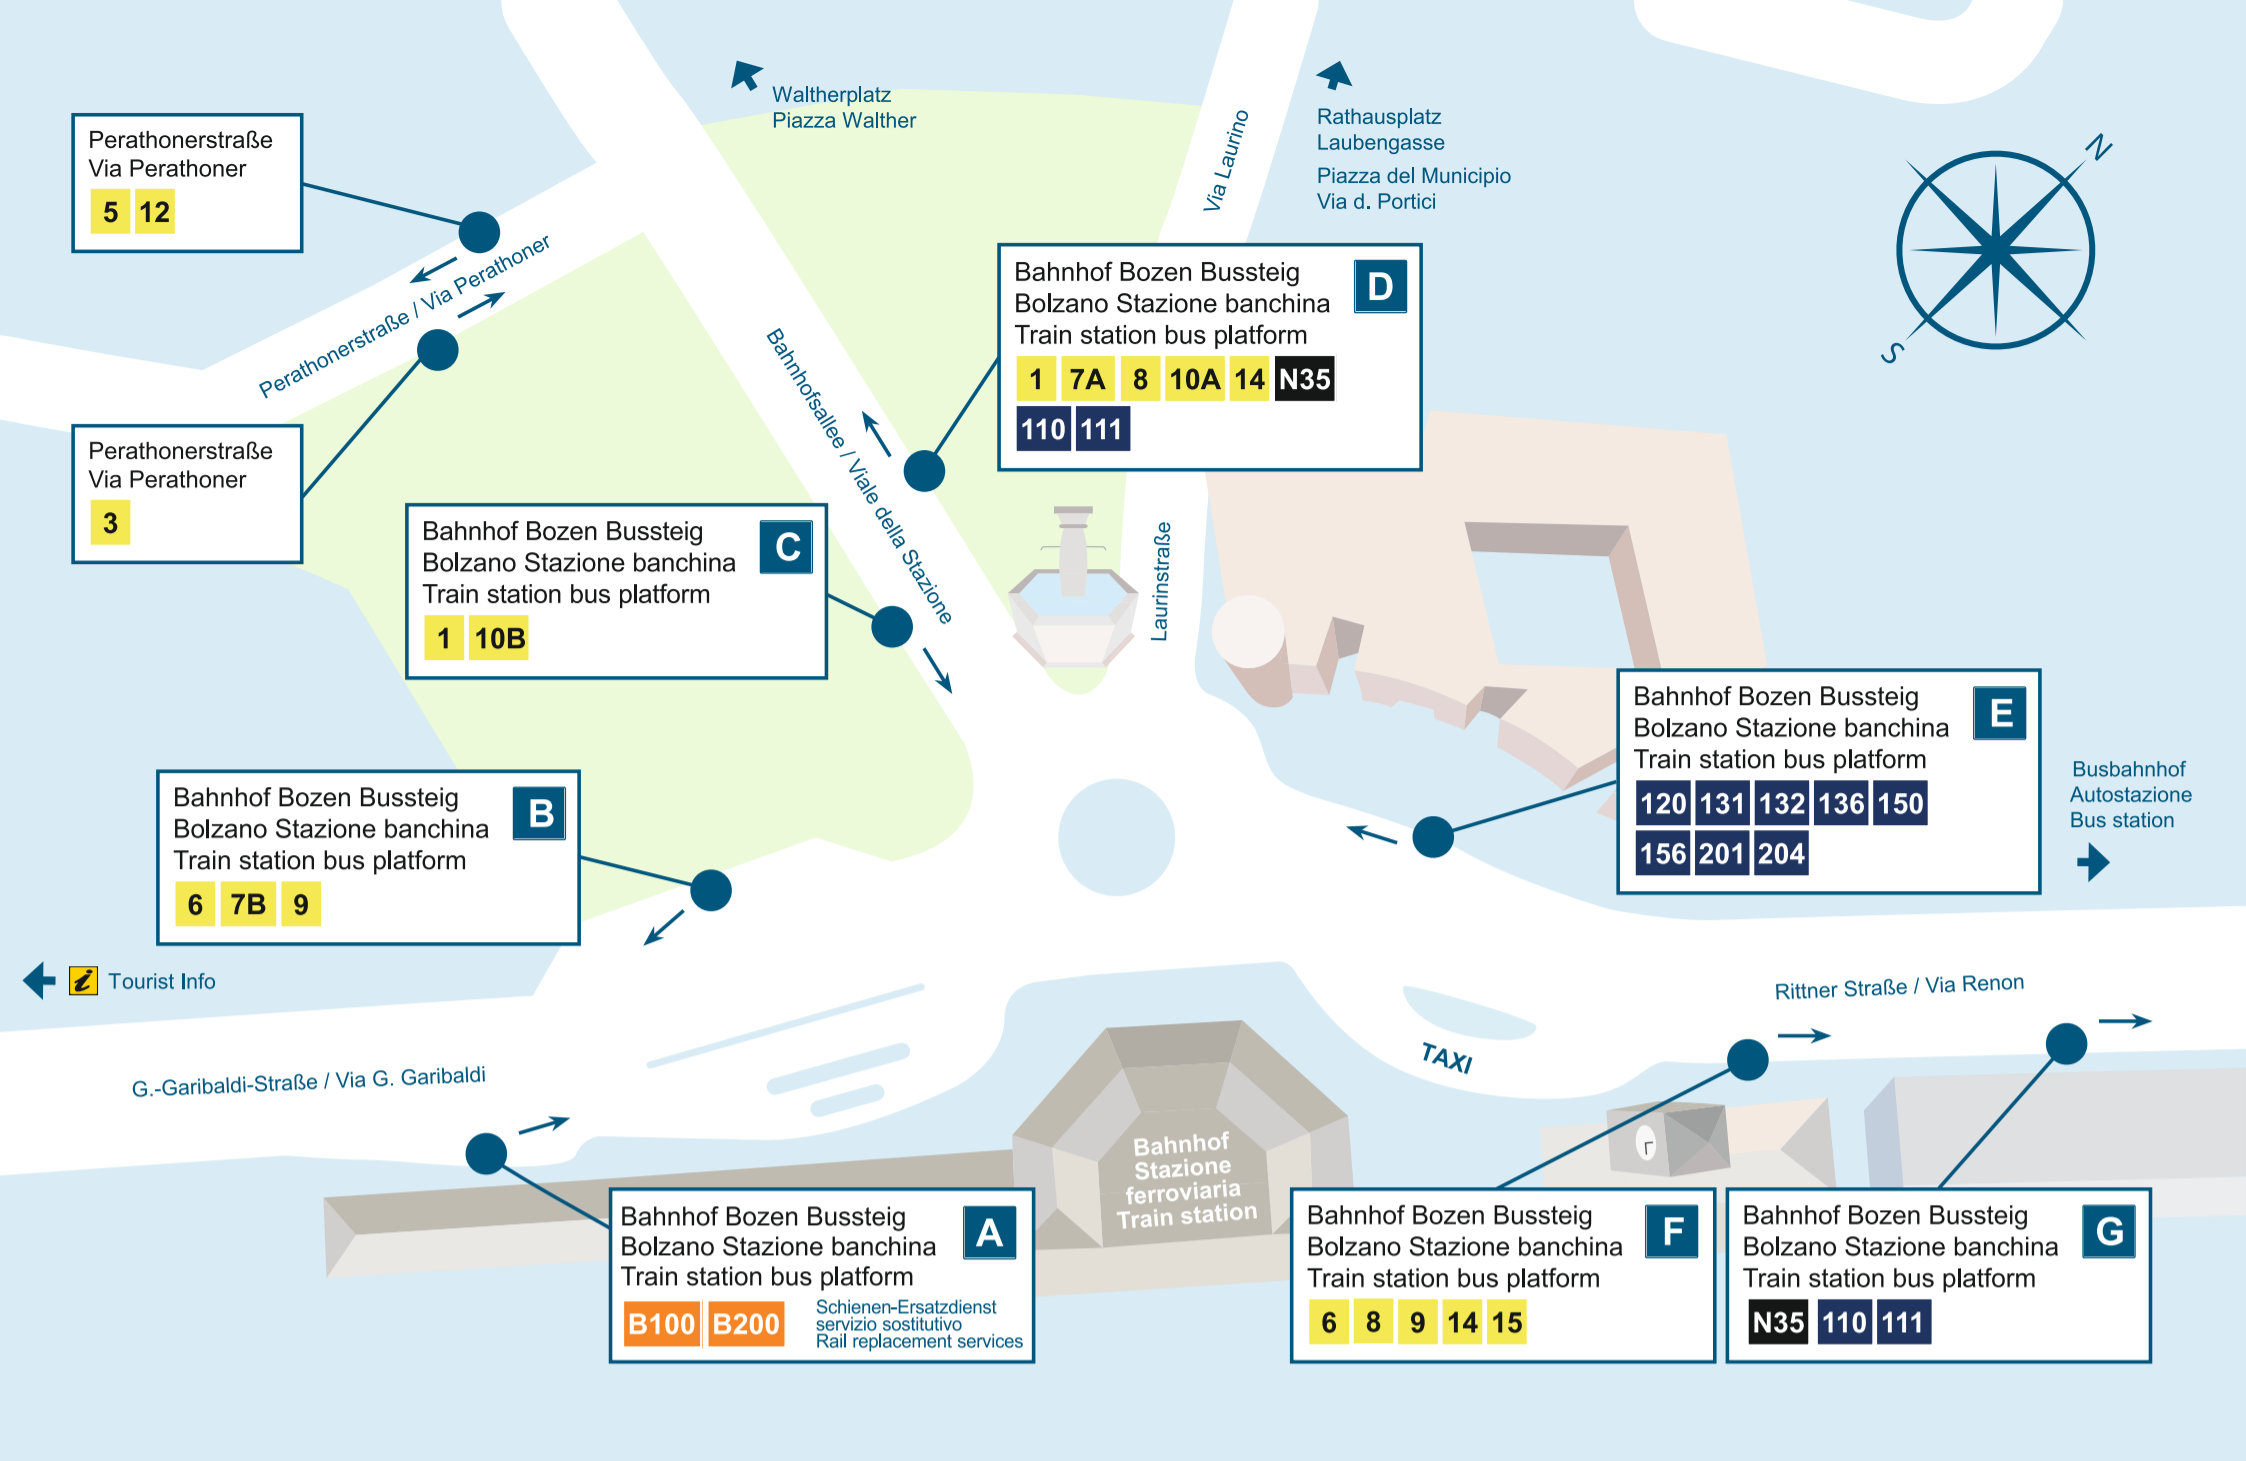 Waltherplatz
Piazza Walther
Rathausplatz
Laubengasse
Piazza del Municipio
Via d. Portici
Via Laurino
N
S
Perathonerstraße
Via Perathoner
5 12
Perathonerstraße / Via Perathoner
Perathonerstraße
Via Perathoner
3
Bahnhof Bozen Bussteig
Bolzano Stazione banchina
Train station bus platform
D
1 7A 8 10A 14 N35
110 111
Bahnhofsallee / Viale della Stazione
Laurinstraße
Bahnhof Bozen Bussteig
Bolzano Stazione banchina
Train station bus platform
C
1 10B
Bahnhof Bozen Bussteig
Bolzano Stazione banchina
Train station bus platform
E
120 131 132 136 150
156 201 204
Busbahnhof
Autostazione
Bus station
Bahnhof Bozen Bussteig
Bolzano Stazione banchina
Train station bus platform
B
6 7B 9
i Tourist Info
Rittner Straße / Via Renon
TAXI
G.-Garibaldi-Straße / Via G. Garibaldi
Bahnhof
Stazione
ferroviaria
Train station
Bahnhof Bozen Bussteig
Bolzano Stazione banchina
Train station bus platform
A
B100 B200
Schienen-Ersatzdienst
servizio sostitutivo
Rail replacement services
Bahnhof Bozen Bussteig
Bolzano Stazione banchina
Train station bus platform
F
6 8 9 14 15
Bahnhof Bozen Bussteig
Bolzano Stazione banchina
Train station bus platform
G
N35 110 111